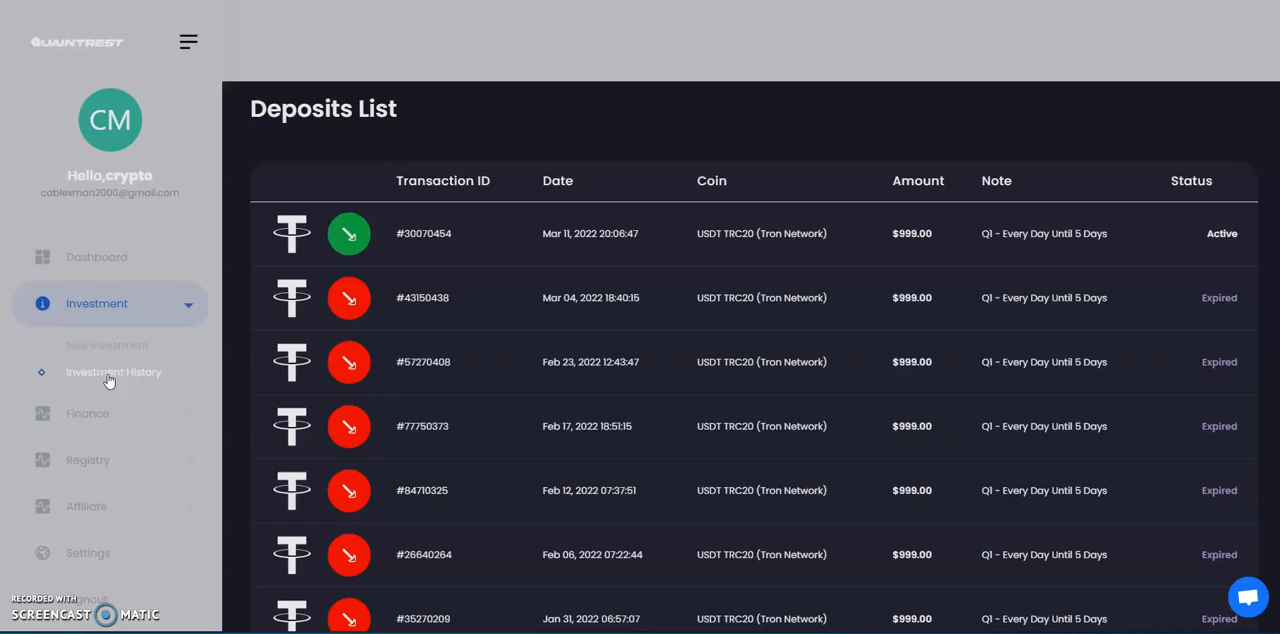 QUAINTREST
CM
Hello,crypto
cablexman2000@gmail.com
Dashboard
Investment
New Investment
Investment History
Finance
Registry
Affiliate
Settings
RECORDED WITH
SCREENCAST MATIC
Deposits List
Transaction ID Date Coin Amount Note Status
#30070454 Mar 11, 2022 20:06:47 USDT TRC20 (Tron Network) $999.00 Q1 - Every Day Until 5 Days Active
#43150438 Mar 04, 2022 18:40:15 USDT TRC20 (Tron Network) $999.00 Q1 - Every Day Until 5 Days Expired
#57270408 Feb 23, 2022 12:43:47 USDT TRC20 (Tron Network) $999.00 Q1 - Every Day Until 5 Days Expired
#77750373 Feb 17, 2022 18:51:15 USDT TRC20 (Tron Network) $999.00 Q1 - Every Day Until 5 Days Expired
#84710325 Feb 12, 2022 07:37:51 USDT TRC20 (Tron Network) $999.00 Q1 - Every Day Until 5 Days Expired
#26640264 Feb 06, 2022 07:22:44 USDT TRC20 (Tron Network) $999.00 Q1 - Every Day Until 5 Days Expired
#35270209 Jan 31, 2022 06:57:07 USDT TRC20 (Tron Network) $999.00 Q1 - Every Day Until 5 Days Expired